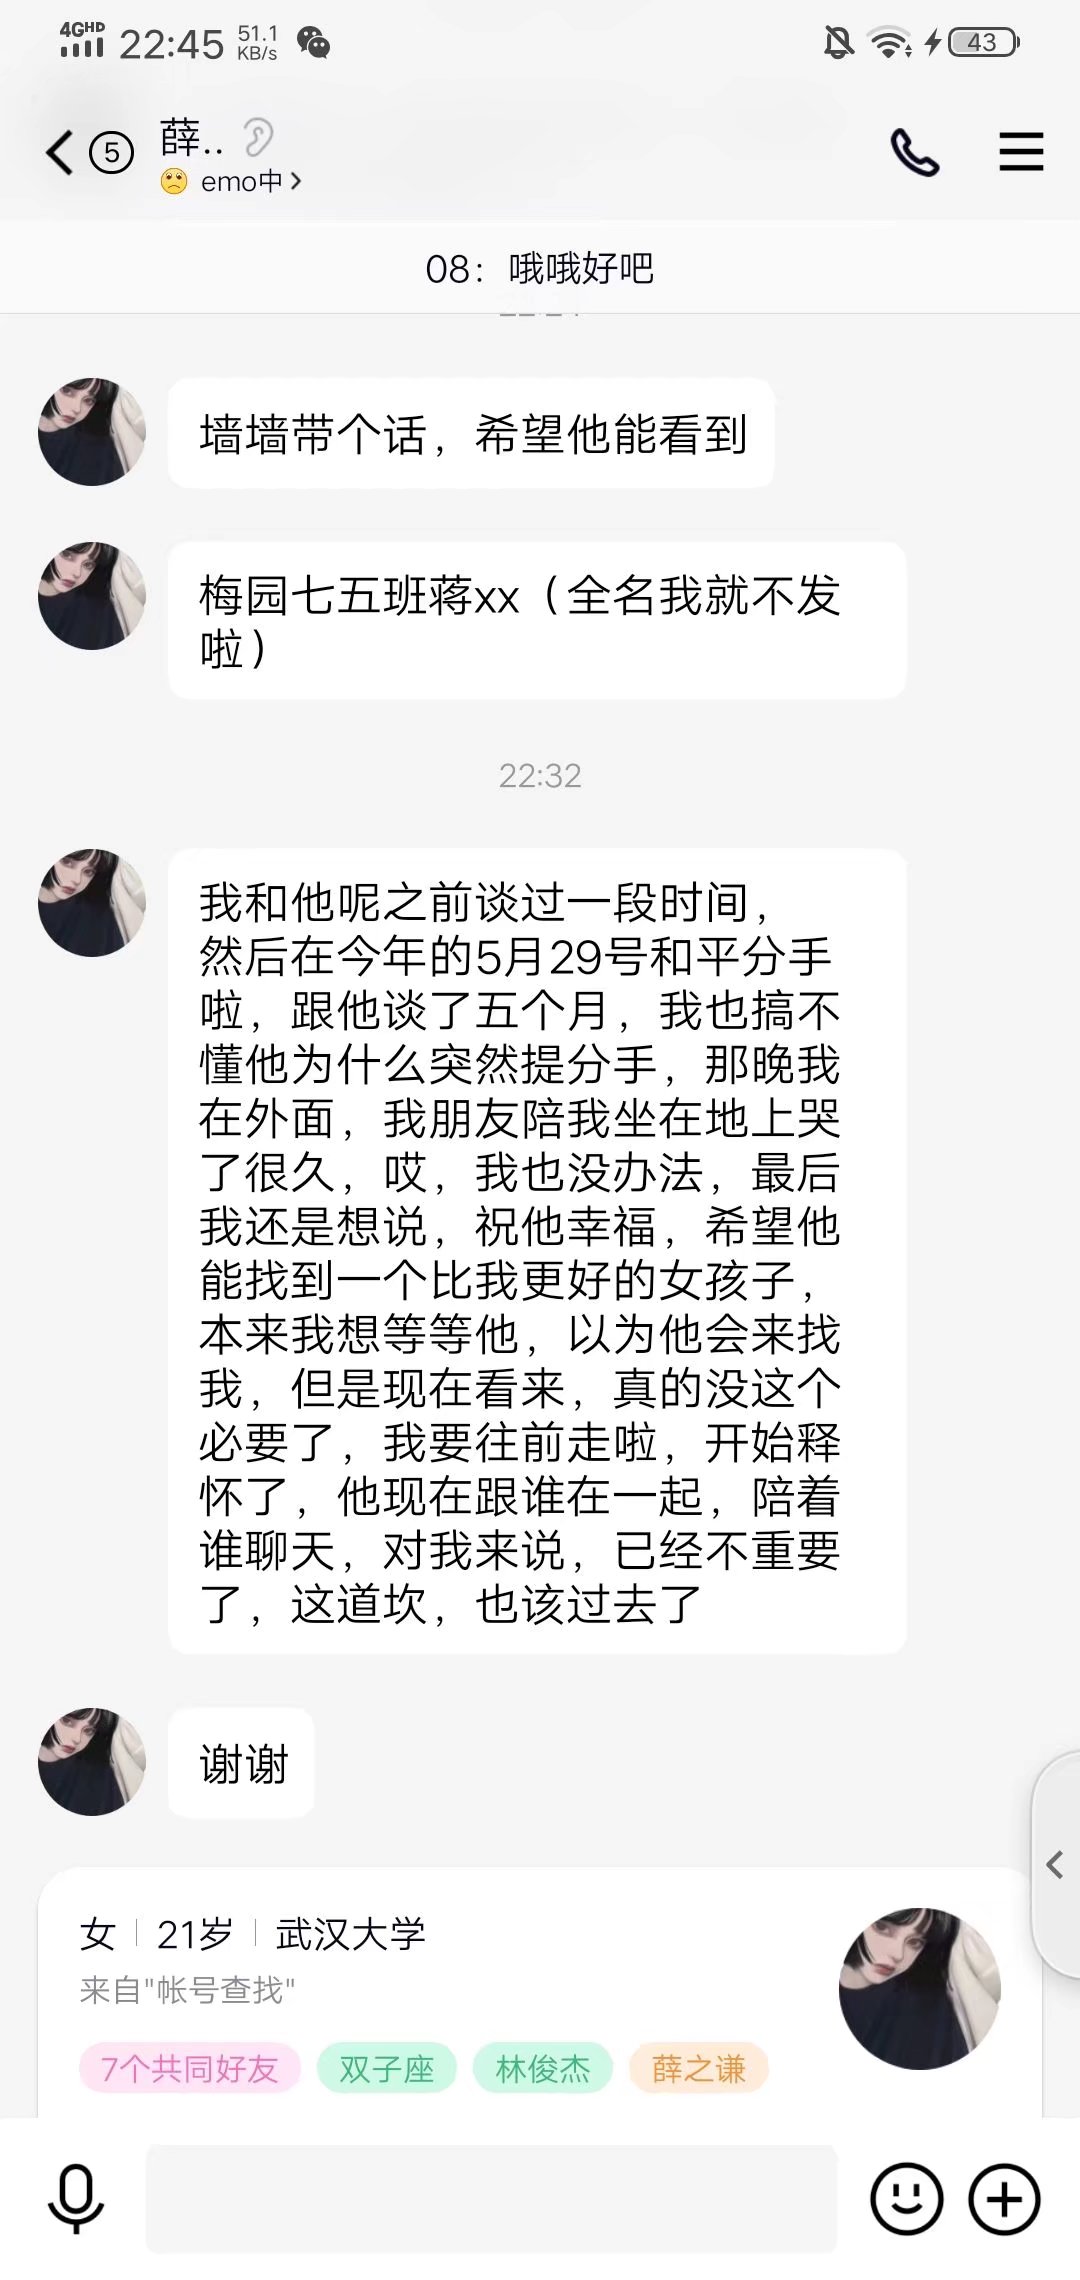 4GHD 22:45 51.1 KB/s 43
5 薛..
emo中
08：哦哦好吧
墙墙带个话，希望他能看到
梅园七五班蒋xx（全名我就不发
啦）
22:32
我和他呢之前谈过一段时间，
然后在今年的5月29号和平分手
啦，跟他谈了五个月，我也搞不
懂他为什么突然提分手，那晚我
在外面，我朋友陪我坐在地上哭
了很久，哎，我也没办法，最后
我还是想说，祝他幸福，希望他
能找到一个比我更好的女孩子，
本来我想等等他，以为他会来找
我，但是现在看来，真的没这个
必要了，我要往前走啦，开始释
怀了，他现在跟谁在一起，陪着
谁聊天，对我来说，已经不重要
了，这道坎，也该过去了
谢谢
女 21岁 武汉大学
来自"帐号查找"
7个共同好友 双子座 林俊杰 薛之谦